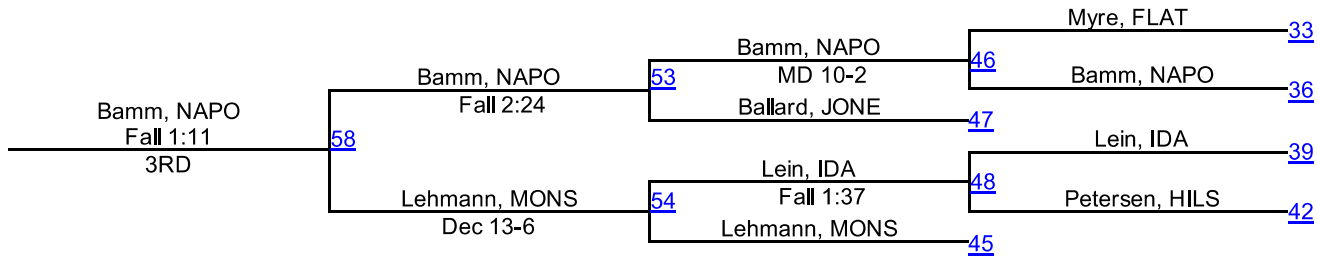 Myre, FLAT
33
Bamm, NAPO
46
MD 10-2
Bamm, NAPO
36
Bamm, NAPO
53
Fall 2:24
Ballard, JONE
47
Bamm, NAPO
Fall 1:11
58
3RD
Lein, IDA
39
Lein, IDA
48
Fall 1:37
Petersen, HILS
42
Lehmann, MONS
54
Dec 13-6
Lehmann, MONS
45